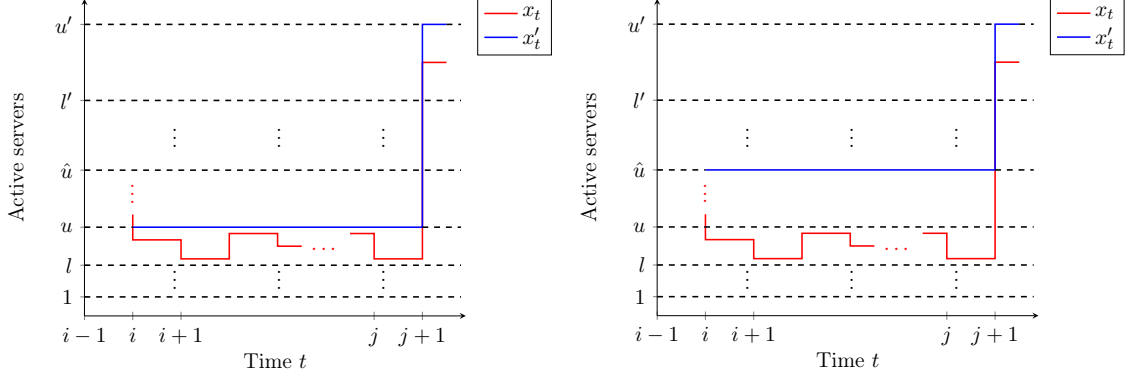 x_t
x'_t
u'
l'
û
u
l
1
i − 1
i
i + 1
j
j + 1
Time t
Active servers
x_t
x'_t
u'
l'
û
u
l
1
i − 1
i
i + 1
j
j + 1
Time t
Active servers